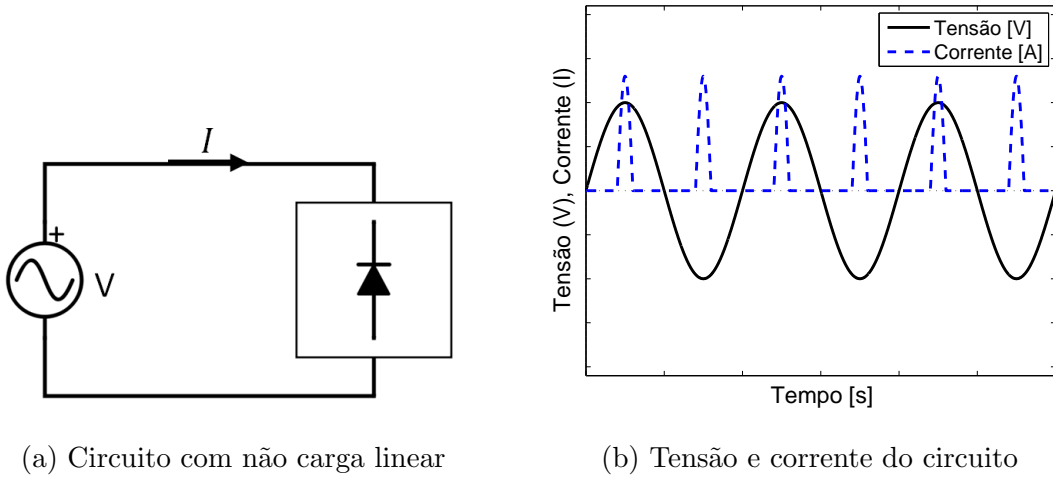 I
+
V
(a) Circuito com não carga linear
Tensão [V]
Corrente [A]
Tensão (V), Corrente (I)
Tempo [s]
(b) Tensão e corrente do circuito